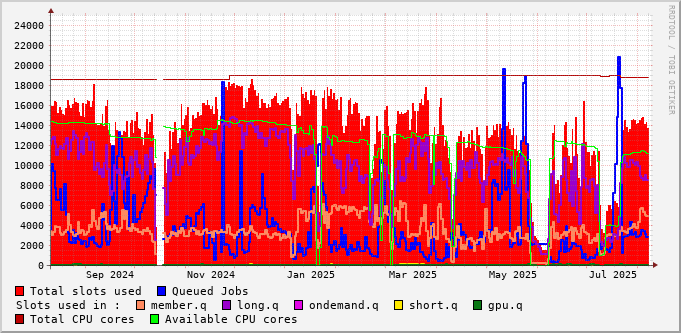 24000
22000
20000
18000
16000
14000
12000
10000
8000
6000
4000
2000
0
Sep 2024 Nov 2024 Jan 2025 Mar 2025 May 2025 Jul 2025
Total slots used Queued Jobs
Slots used in : member.q long.q ondemand.q short.q gpu.q
Total CPU cores Available CPU cores
RRDTOOL / TOBI OETIKER